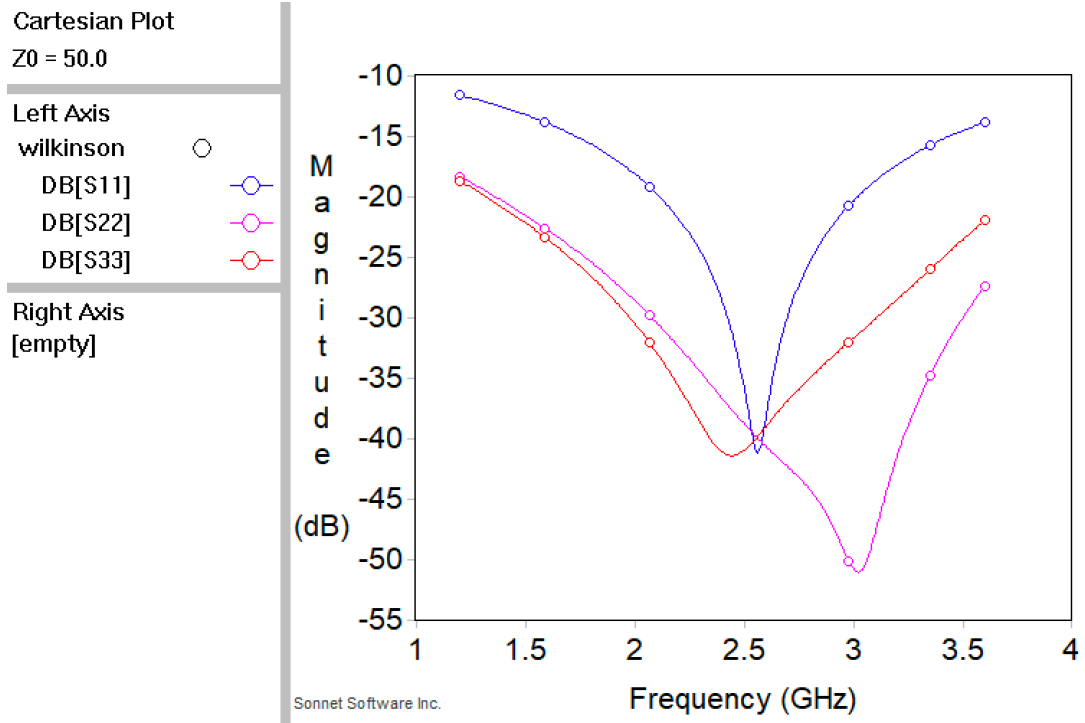 Cartesian Plot
Z0 = 50.0
Left Axis
wilkinson
DB[S11]
DB[S22]
DB[S33]
Right Axis
[empty]
Magnitude
(dB)
-10
-15
-20
-25
-30
-35
-40
-45
-50
-55
1 1.5 2 2.5 3 3.5 4
Sonnet Software Inc.
Frequency (GHz)